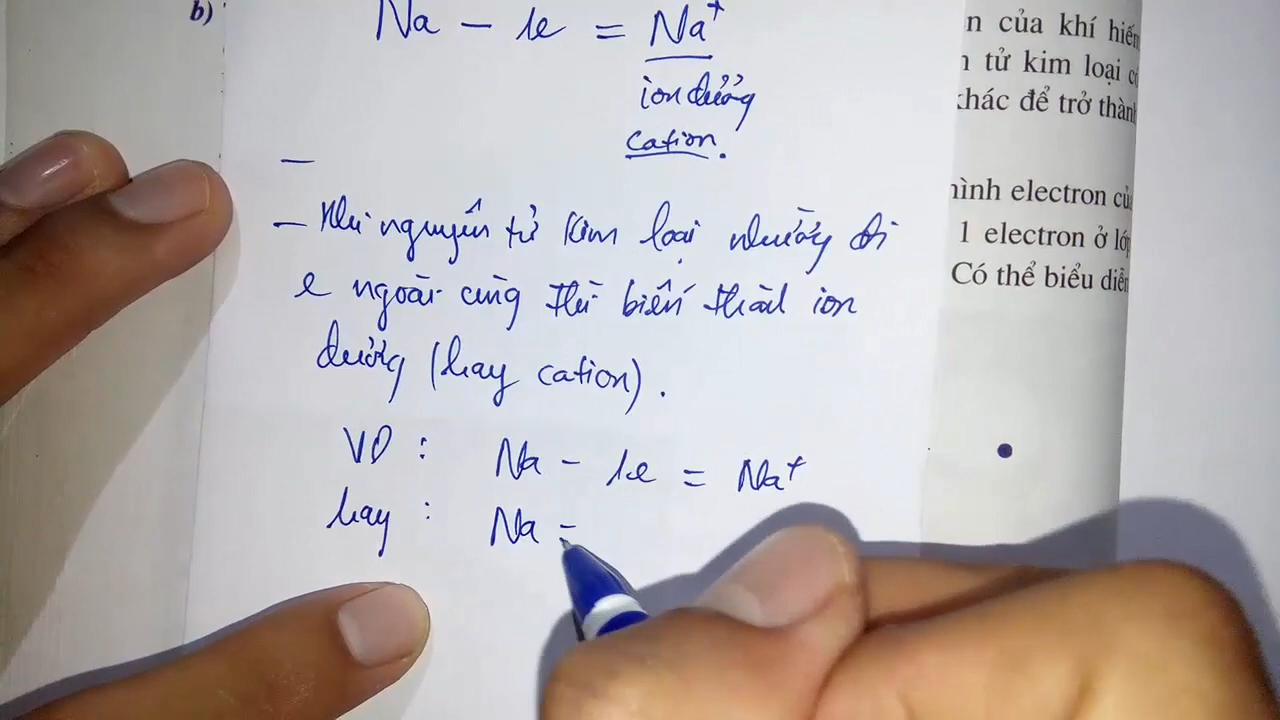 b)
Na - 1e = Na⁺
ion dương
cation.
-
- Khi nguyên tử kim loại nhường đi
e ngoài cùng thì biến thành ion
dương (hay cation).
VD : Na - 1e = Na⁺
hay : Na =
n của khí hiếm
tử kim loại
khác để trở thành
hình electron củ
1 electron ở lớp
Có thể biểu diễn